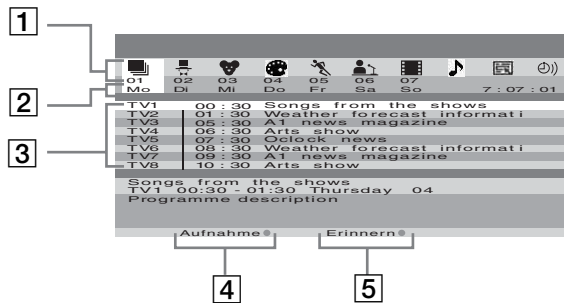 1
01 02 03 04 05 06 07
2
Mo Di Mi Do Fr Sa So 7:07:01
TV1 00:30 Songs from the shows
TV2 01:30 Weather forecast informati
TV3 05:30 A1 news magazine
3
TV4 06:30 Arts show
TV5 07:30 Oclock news
TV6 08:30 Weather forecast informati
TV7 09:30 A1 news magazine
TV8 10:30 Arts show
Songs from the shows
TV1 00:30 - 01:30 Thursday 04
Programme description
Aufnahme Erinnern
4 5